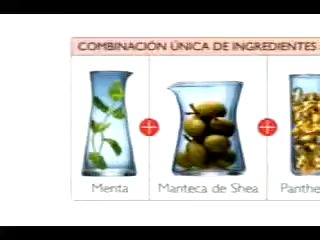 COMBINACIÓN ÚNICA DE INGREDIENTES
Menta
Manteca de Shea
Panthe